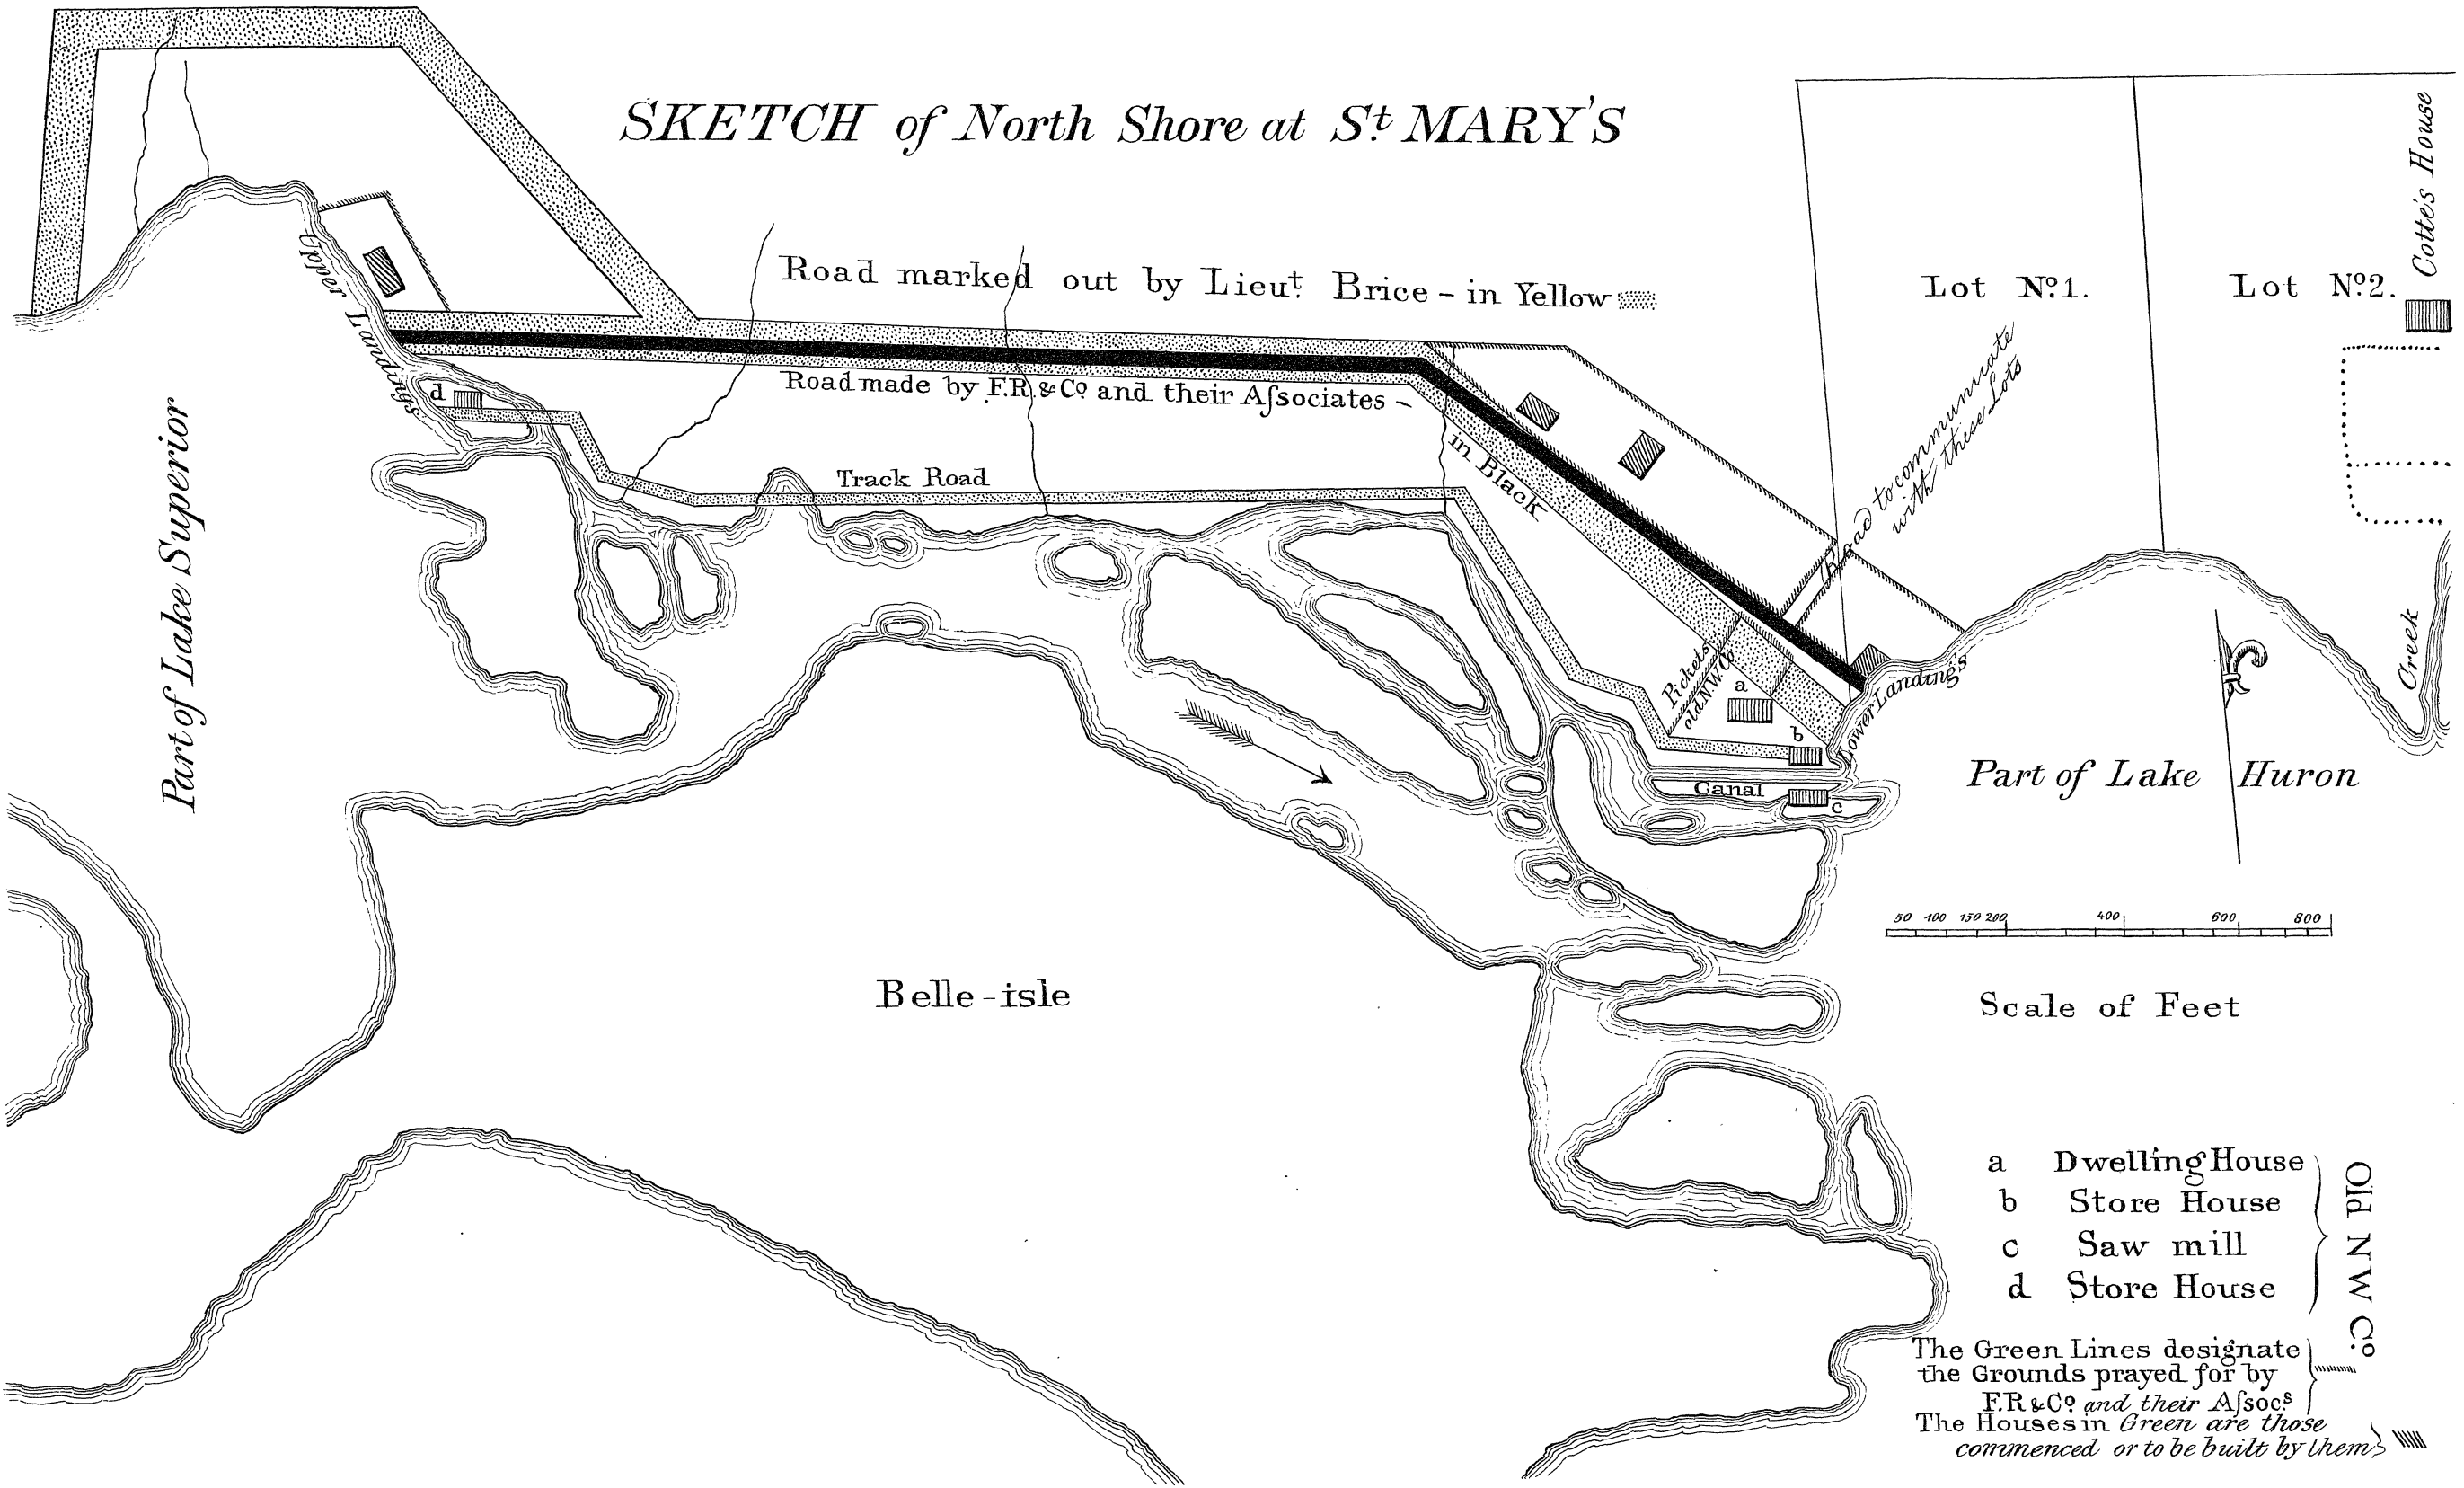 SKETCH of North Shore at St. MARY'S
Cotte's House
Upper Landings
Road marked out by Lieut. Brice - in Yellow
Lot No. 1.
Lot No. 2.
Road made by F.R. & Co. and their Aſsociates -
in Black
d
Track Road
Road to communicate
with these Lots
Part of Lake Superior
Pickets
old N.W. Co.
a
b
Lower Landing's
Creek
Canal
c
Part of Lake Huron
50 100 150 200 400 600 800
Scale of Feet
Belle-isle
a Dwelling House
b Store House
c Saw mill
d Store House
Old N W Co.
The Green Lines designate
the Grounds prayed for by
F.R & Co. and their Aſsocs.
The Houses in Green are those
commenced or to be built by them